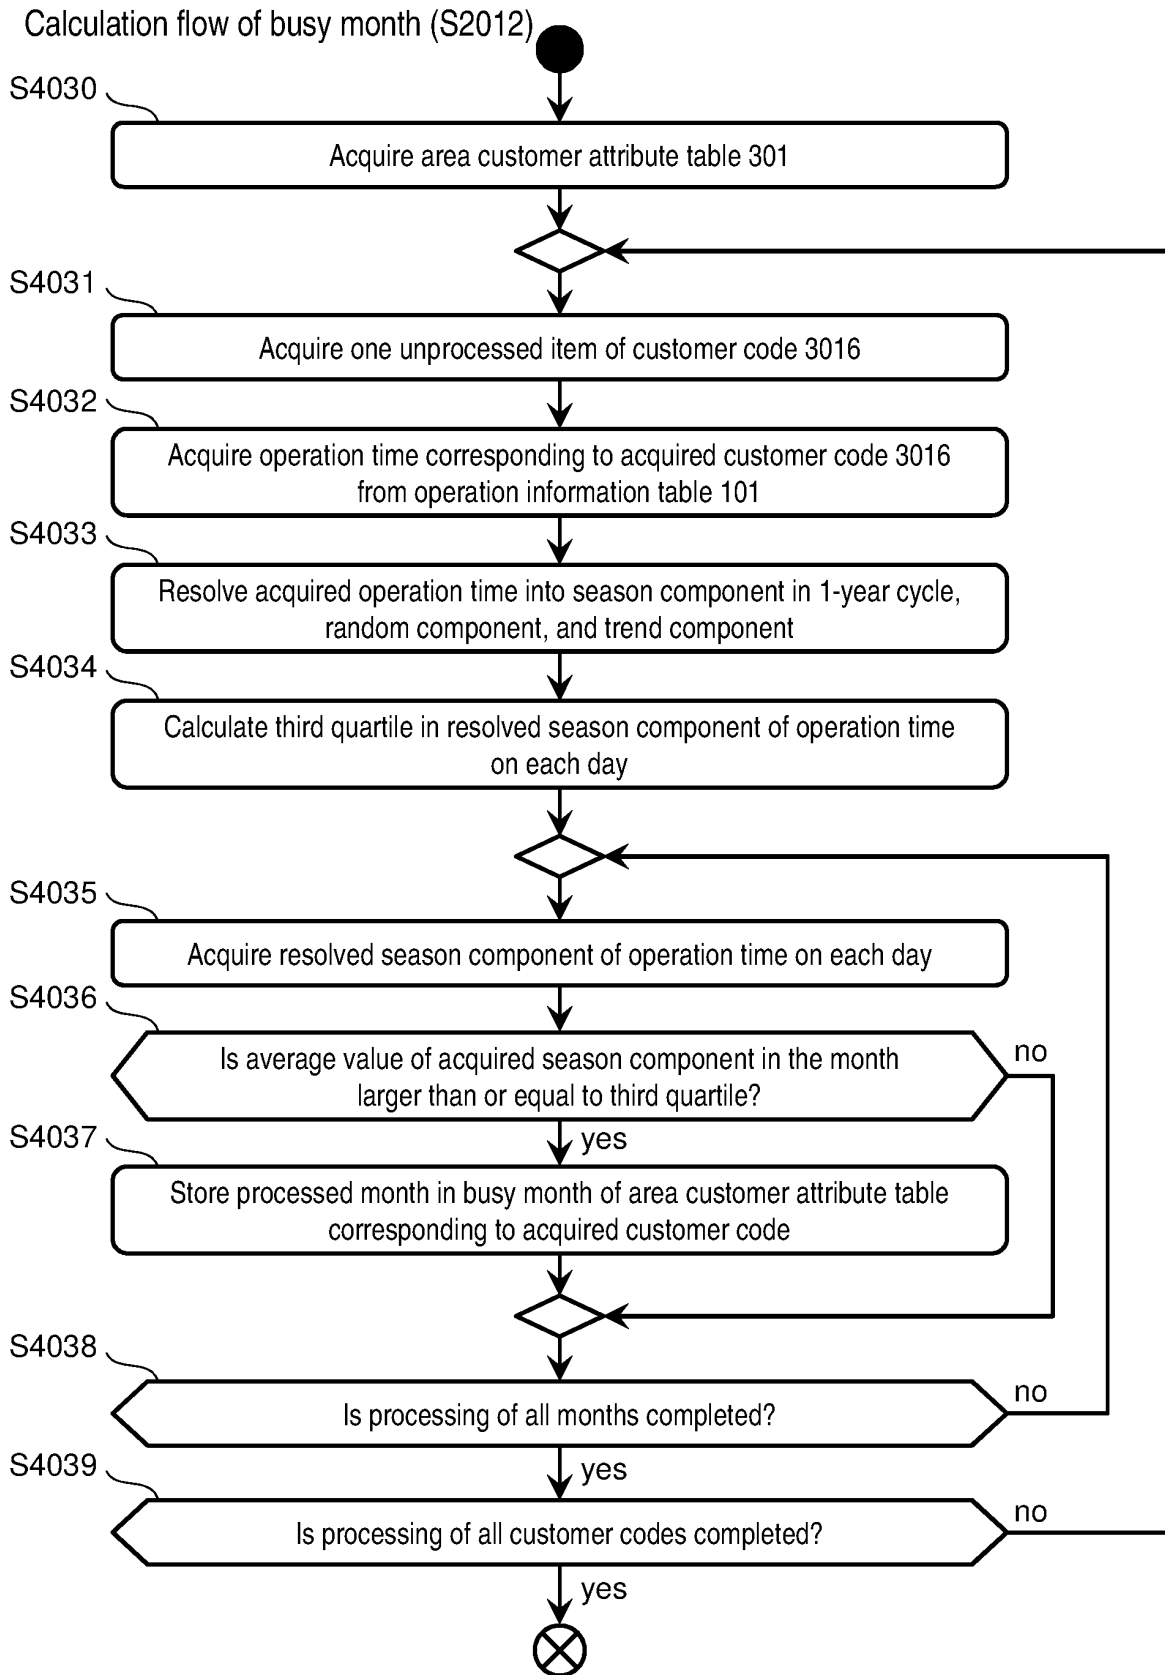 Calculation flow of busy month (S2012)
S4030
Acquire area customer attribute table 301
S4031
Acquire one unprocessed item of customer code 3016
S4032
Acquire operation time corresponding to acquired customer code 3016
from operation information table 101
S4033
Resolve acquired operation time into season component in 1-year cycle,
random component, and trend component
S4034
Calculate third quartile in resolved season component of operation time
on each day
S4035
Acquire resolved season component of operation time on each day
S4036
Is average value of acquired season component in the month
larger than or equal to third quartile?
no
yes
S4037
Store processed month in busy month of area customer attribute table
corresponding to acquired customer code
S4038
Is processing of all months completed?
no
yes
S4039
Is processing of all customer codes completed?
no
yes